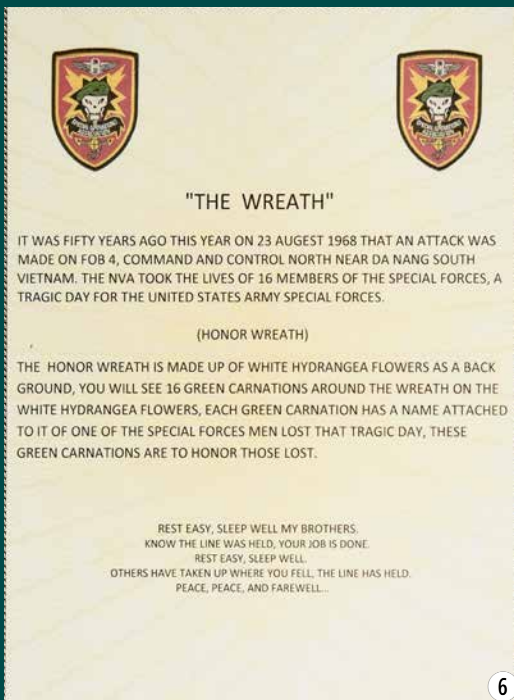 "THE WREATH"
IT WAS FIFTY YEARS AGO THIS YEAR ON 23 AUGEST 1968 THAT AN ATTACK WAS
MADE ON FOB 4, COMMAND AND CONTROL NORTH NEAR DA NANG SOUTH
VIETNAM. THE NVA TOOK THE LIVES OF 16 MEMBERS OF THE SPECIAL FORCES, A
TRAGIC DAY FOR THE UNITED STATES ARMY SPECIAL FORCES.
(HONOR WREATH)
THE HONOR WREATH IS MADE UP OF WHITE HYDRANGEA FLOWERS AS A BACK
GROUND, YOU WILL SEE 16 GREEN CARNATIONS AROUND THE WREATH ON THE
WHITE HYDRANGEA FLOWERS, EACH GREEN CARNATION HAS A NAME ATTACHED
TO IT OF ONE OF THE SPECIAL FORCES MEN LOST THAT TRAGIC DAY, THESE
GREEN CARNATIONS ARE TO HONOR THOSE LOST.
REST EASY, SLEEP WELL MY BROTHERS.
KNOW THE LINE WAS HELD, YOUR JOB IS DONE.
REST EASY, SLEEP WELL.
OTHERS HAVE TAKEN UP WHERE YOU FELL, THE LINE HAS HELD.
PEACE, PEACE, AND FAREWELL...
6